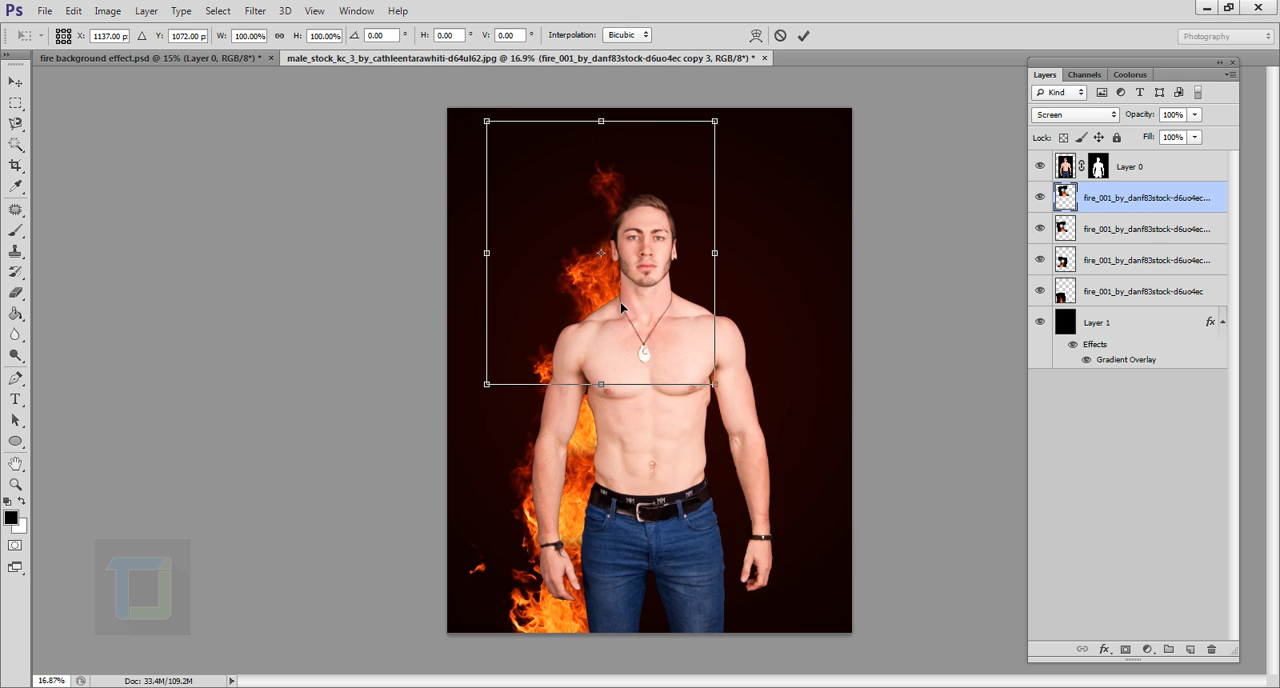 Ps File Edit Image Layer Type Select Filter 3D View Window Help
X: 1137.00 p Y: 1072.00 p W: 100.00% H: 100.00% 0.00 ° H: 0.00 ° V: 0.00 ° Interpolation: Bicubic Photography
fire background effect.psd @ 15% (Layer 0, RGB/8*) * × male_stock_kc_3_by_cathleentarawhiti-d64ul62.jpg @ 16.9% (fire_001_by_danf83stock-d6uo4ec copy 3, RGB/8*) * ×
Layers Channels Coolorus
Kind
Screen Opacity: 100%
Lock: Fill: 100%
Layer 0
fire_001_by_danf83stock-d6uo4ec...
fire_001_by_danf83stock-d6uo4ec...
fire_001_by_danf83stock-d6uo4ec...
fire_001_by_danf83stock-d6uo4ec
Layer 1 fx
Effects
Gradient Overlay
fx
16.87% Doc: 33.4M/109.2M